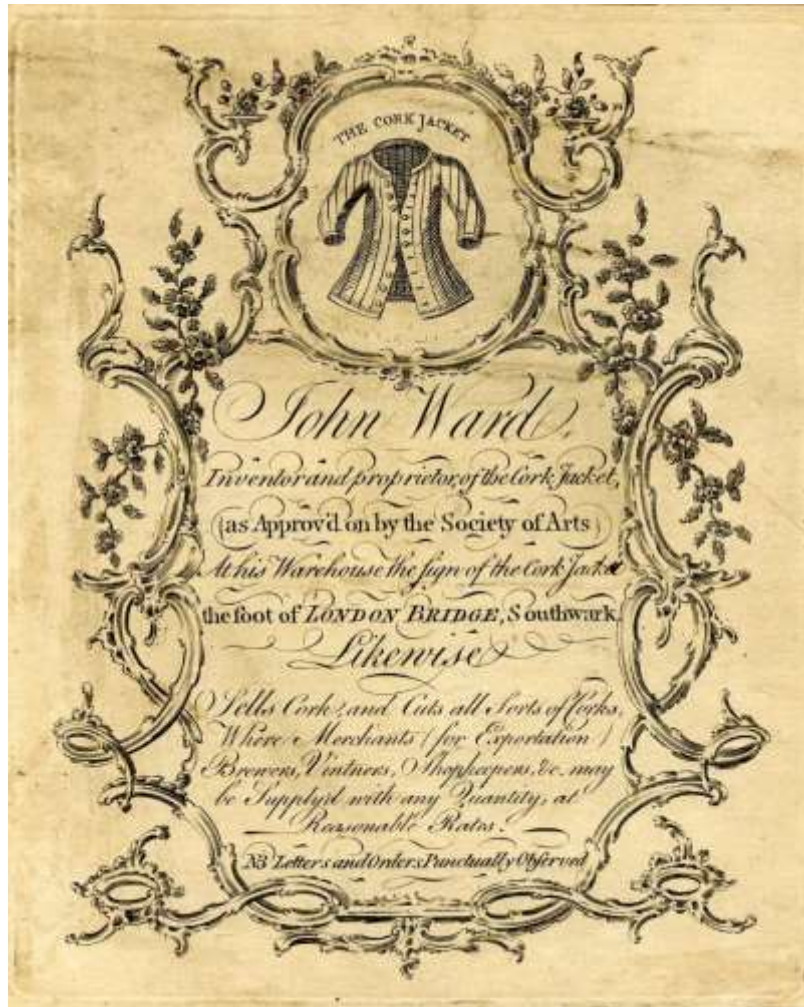 THE CORK JACKET
John Ward,
Inventor and proprietor, of the Cork Jacket,
(as Approv'd on by the Society of Arts)
At his Warehouse the sign of the Cork Jacket
the foot of LONDON BRIDGE, Southwark.
Likewise
Sells Cork, and Cuts all Sorts of Corks,
Where Merchants (for Exportation)
Brewers, Vintners, Shopkeepers, &c. may
be Supply'd with any Quantity, at
Reasonable Rates.
NB Letters and Orders Punctually Observed